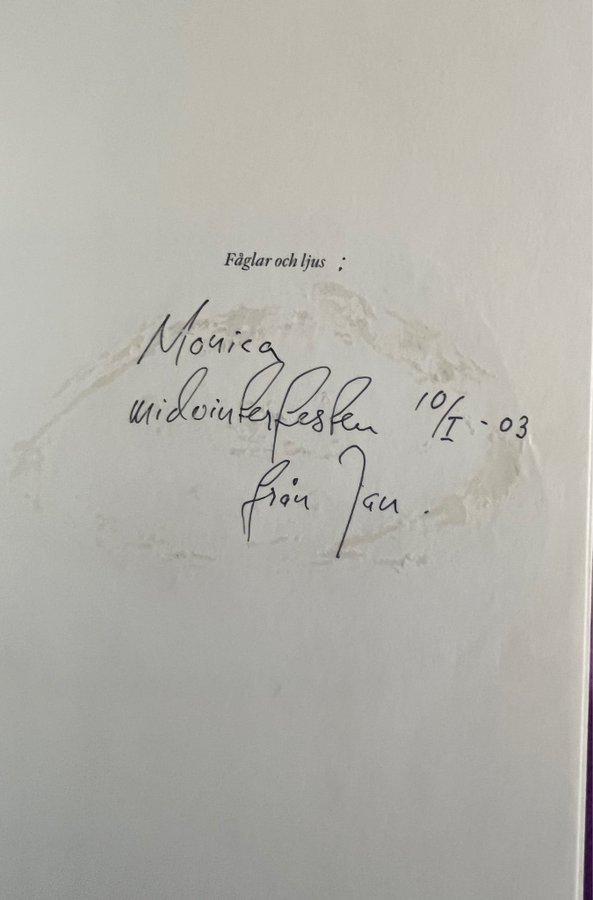 Fåglar och ljus ;
Monica
midvinterfesten 10/I - 03
från Jan.